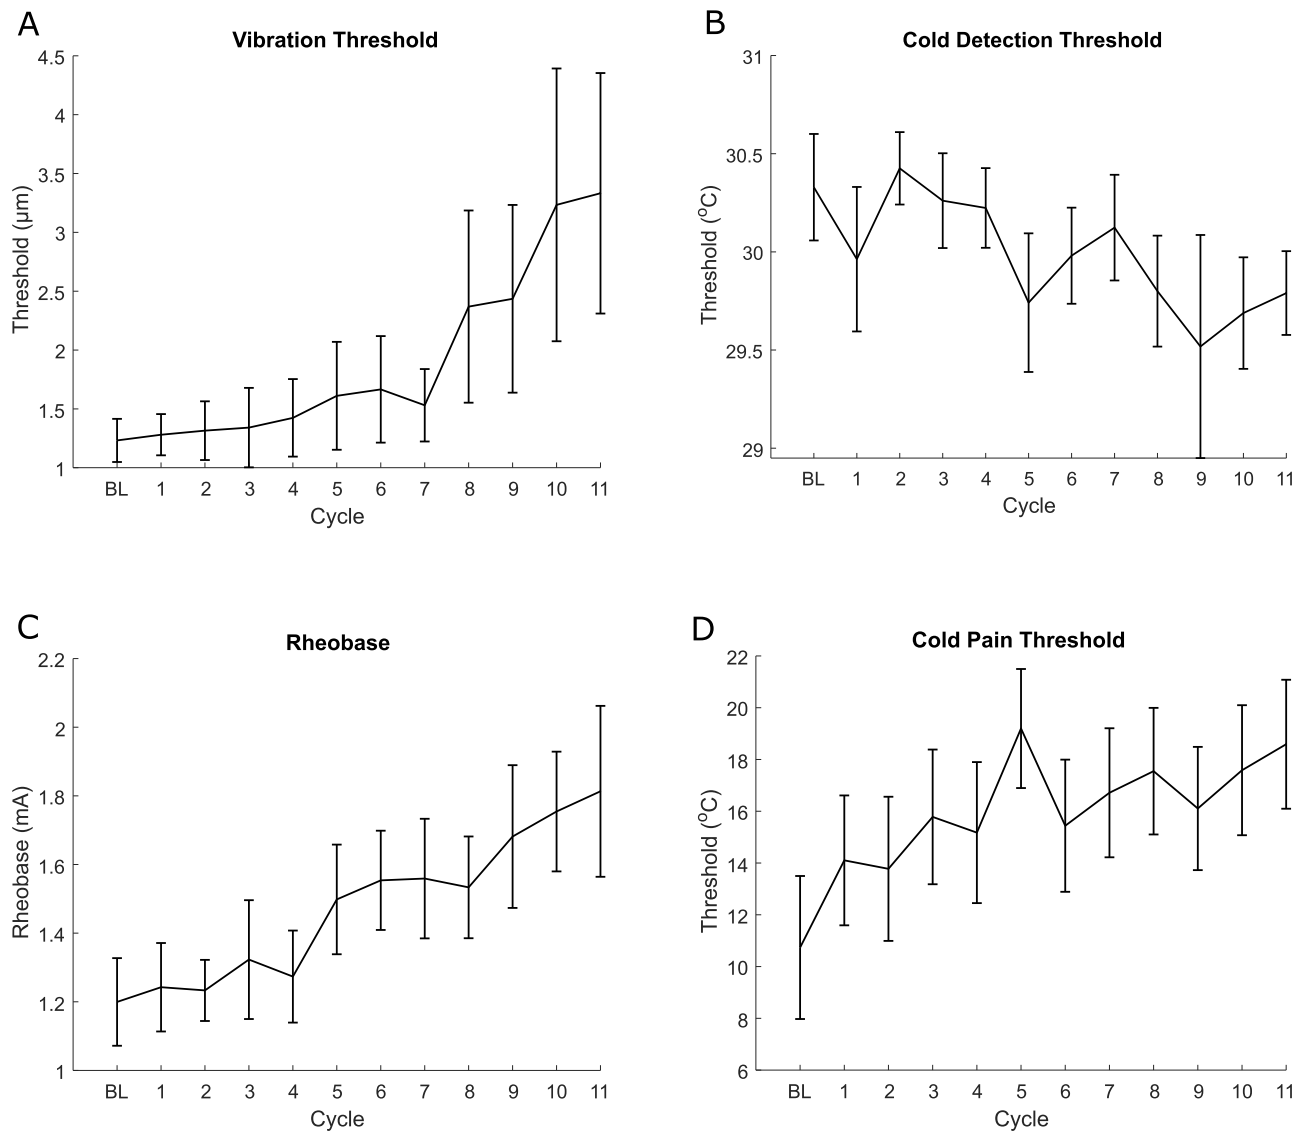 A
Vibration Threshold
4.5
4
3.5
3
2.5
2
1.5
1
Threshold (μm)
BL 1 2 3 4 5 6 7 8 9 10 11
Cycle
B
Cold Detection Threshold
31
30.5
30
29.5
29
Threshold (°C)
BL 1 2 3 4 5 6 7 8 9 10 11
Cycle
C
Rheobase
2.2
2
1.8
1.6
1.4
1.2
1
Rheobase (mA)
BL 1 2 3 4 5 6 7 8 9 10 11
Cycle
D
Cold Pain Threshold
22
20
18
16
14
12
10
8
6
Threshold (°C)
BL 1 2 3 4 5 6 7 8 9 10 11
Cycle